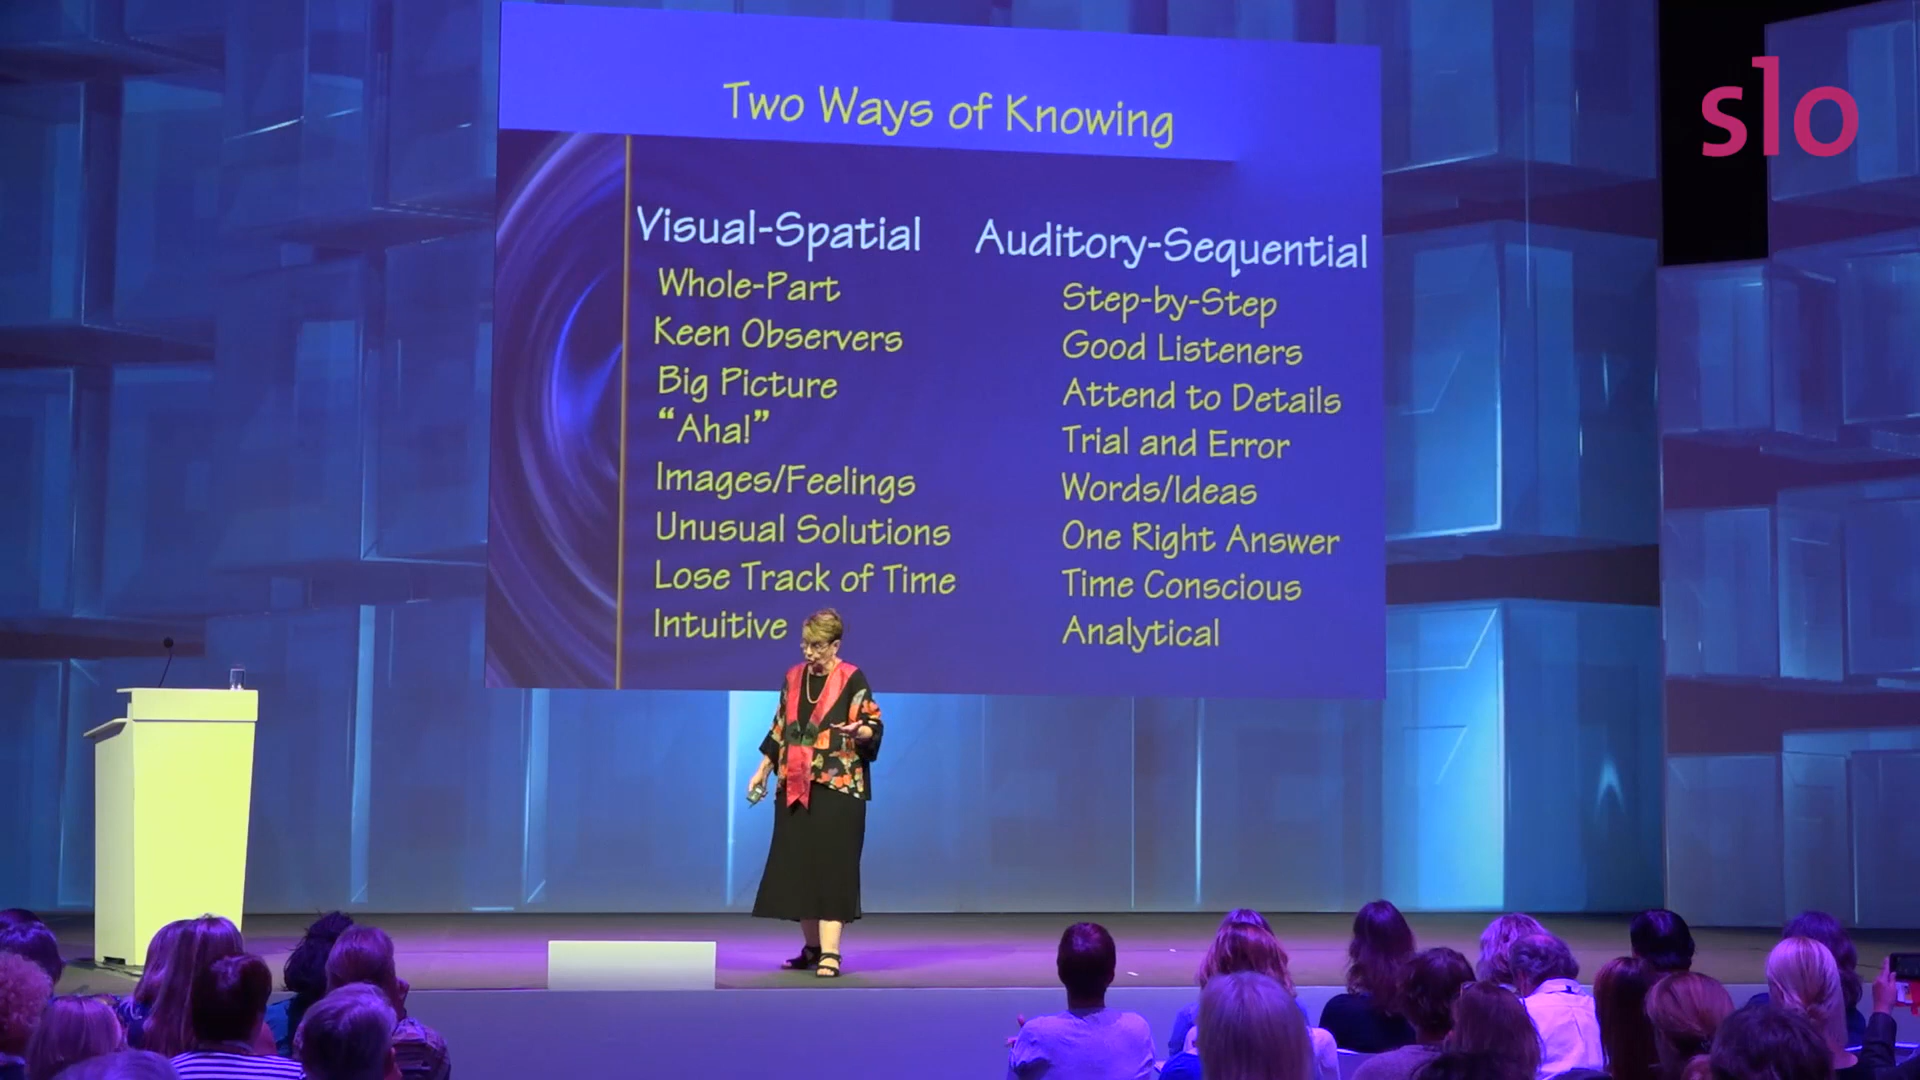 slo
Two Ways of Knowing
Visual-Spatial
Whole-Part
Keen Observers
Big Picture
“Aha!”
Images/Feelings
Unusual Solutions
Lose Track of Time
Intuitive
Auditory-Sequential
Step-by-Step
Good Listeners
Attend to Details
Trial and Error
Words/Ideas
One Right Answer
Time Conscious
Analytical